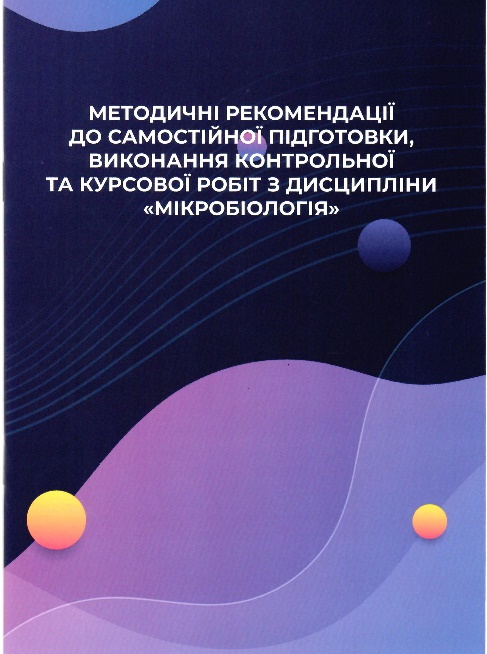 МЕТОДИЧНІ РЕКОМЕНДАЦІЇ
ДО САМОСТІЙНОЇ ПІДГОТОВКИ,
ВИКОНАННЯ КОНТРОЛЬНОЇ
ТА КУРСОВОЇ РОБІТ З ДИСЦИПЛІНИ
«МІКРОБІОЛОГІЯ»